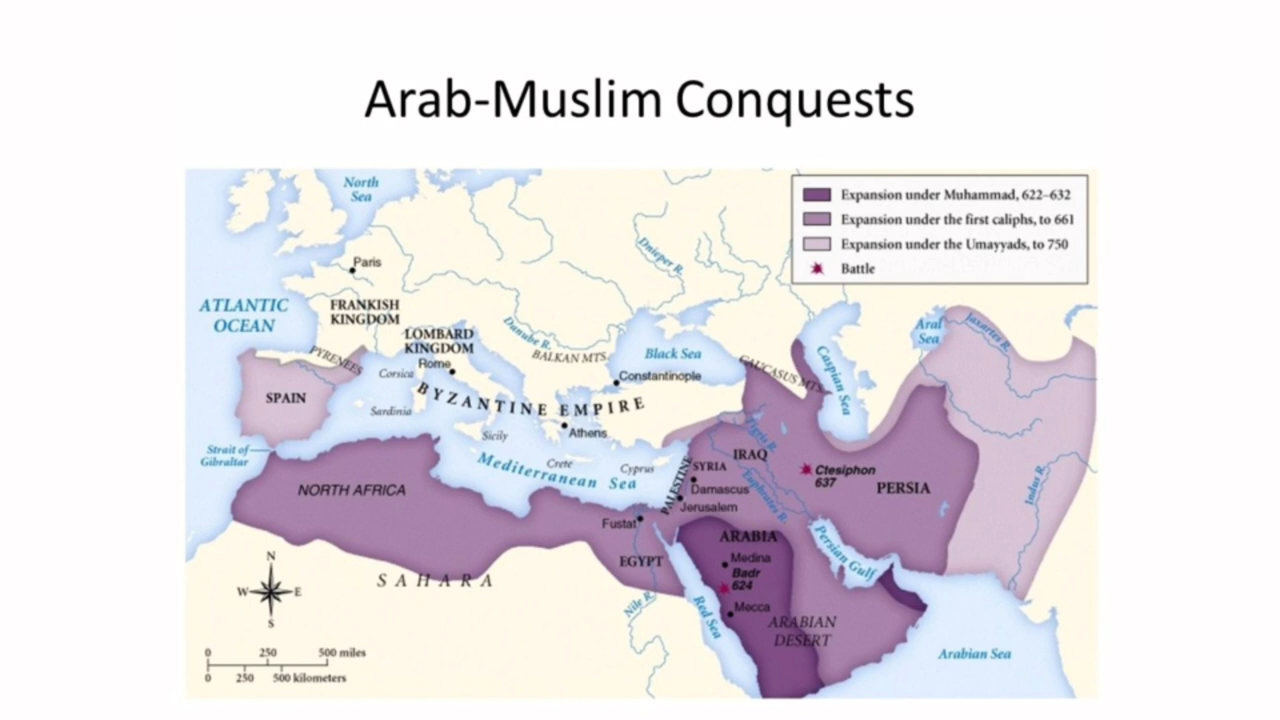 Arab-Muslim Conquests
North
Sea
Expansion under Muhammad, 622–632
Expansion under the first caliphs, to 661
Expansion under the Umayyads, to 750
Battle
Dnieper R.
Paris
ATLANTIC
OCEAN
FRANKISH
KINGDOM
LOMBARD
KINGDOM
Danube R.
BALKAN MTS.
Black Sea
CAUCASUS MTS.
Caspian Sea
Aral
Sea
Jaxartes R.
PYRENEES
Corsica
Rome
Constantinople
SPAIN
BYZANTINE EMPIRE
Sardinia
Sicily
Athens
Strait of
Gibraltar
Mediterranean Sea
Crete
Cyprus
Tigris R.
IRAQ
SYRIA
PALESTINE
Ctesiphon
637
PERSIA
Indus R.
NORTH AFRICA
Damascus
Euphrates R.
Jerusalem
Fustat
ARABIA
Persian Gulf
EGYPT
Medina
Badr
624
SAHARA
Nile R.
Red Sea
Mecca
ARABIAN
DESERT
Arabian Sea
N
W
E
S
0 250 500 miles
0 250 500 kilometers